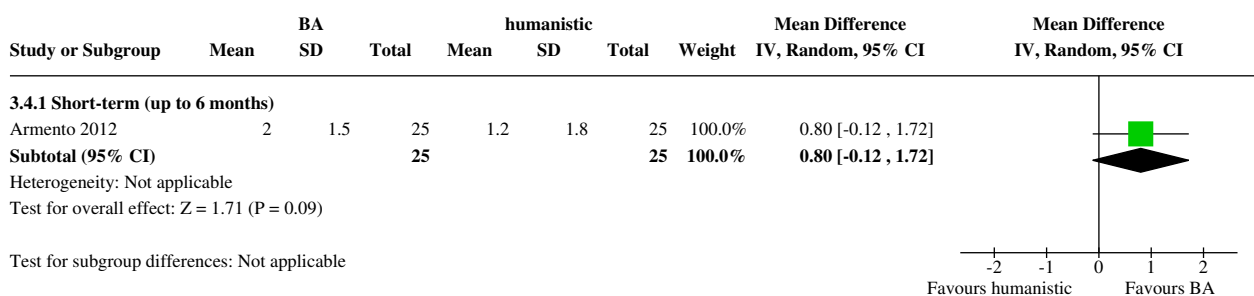 BA humanistic Mean Difference Mean Difference
Study or Subgroup Mean SD Total Mean SD Total Weight IV, Random, 95% CI IV, Random, 95% CI
3.4.1 Short-term (up to 6 months)
Armento 2012 2 1.5 25 1.2 1.8 25 100.0% 0.80 [-0.12 , 1.72]
Subtotal (95% CI) 25 25 100.0% 0.80 [-0.12 , 1.72]
Heterogeneity: Not applicable
Test for overall effect: Z = 1.71 (P = 0.09)
Test for subgroup differences: Not applicable
-2 -1 0 1 2
Favours humanistic Favours BA